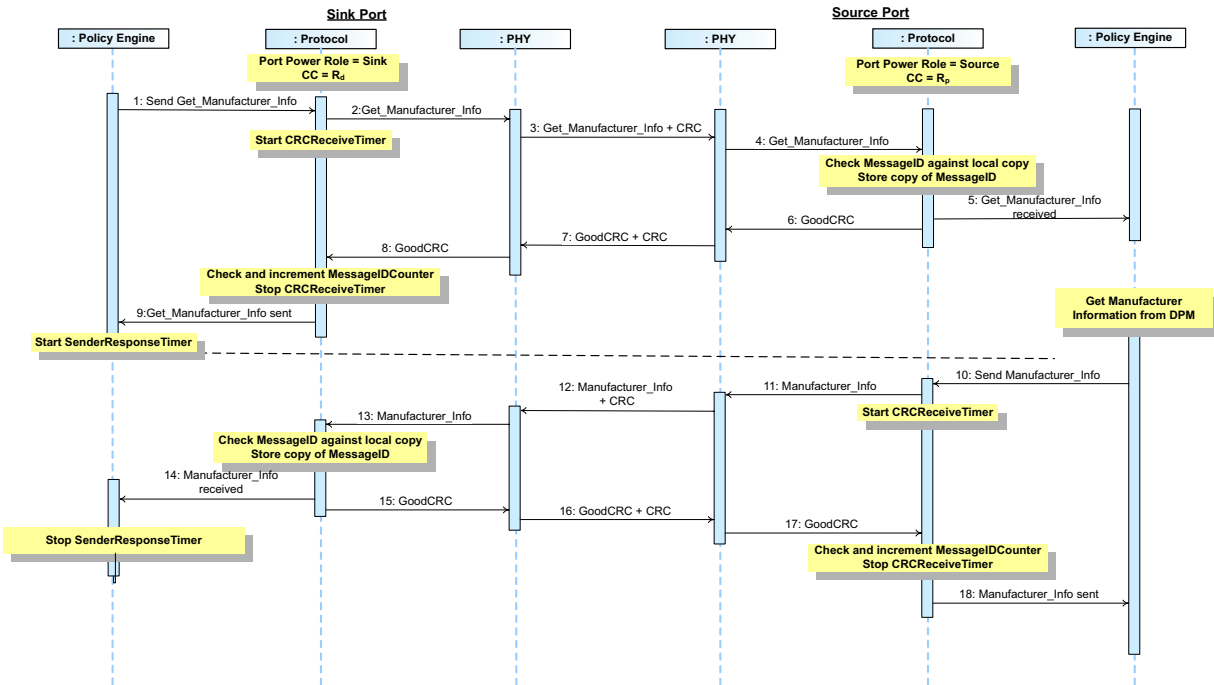 Sink Port
Source Port
: Policy Engine
: Protocol
: PHY
: PHY
: Protocol
: Policy Engine
Port Power Role = Sink
CC = Rd
Port Power Role = Source
CC = Rp
1: Send Get_Manufacturer_Info
2:Get_Manufacturer_Info
Start CRCReceiveTimer
3: Get_Manufacturer_Info + CRC
4: Get_Manufacturer_Info
Check MessageID against local copy
Store copy of MessageID
5: Get_Manufacturer_Info
received
6: GoodCRC
7: GoodCRC + CRC
8: GoodCRC
Check and increment MessageIDCounter
Stop CRCReceiveTimer
9:Get_Manufacturer_Info sent
Start SenderResponseTimer
Get Manufacturer
Information from DPM
10: Send Manufacturer_Info
11: Manufacturer_Info
Start CRCReceiveTimer
12: Manufacturer_Info
+ CRC
13: Manufacturer_Info
Check MessageID against local copy
Store copy of MessageID
14: Manufacturer_Info
received
15: GoodCRC
16: GoodCRC + CRC
17: GoodCRC
Stop SenderResponseTimer
Check and increment MessageIDCounter
Stop CRCReceiveTimer
18: Manufacturer_Info sent